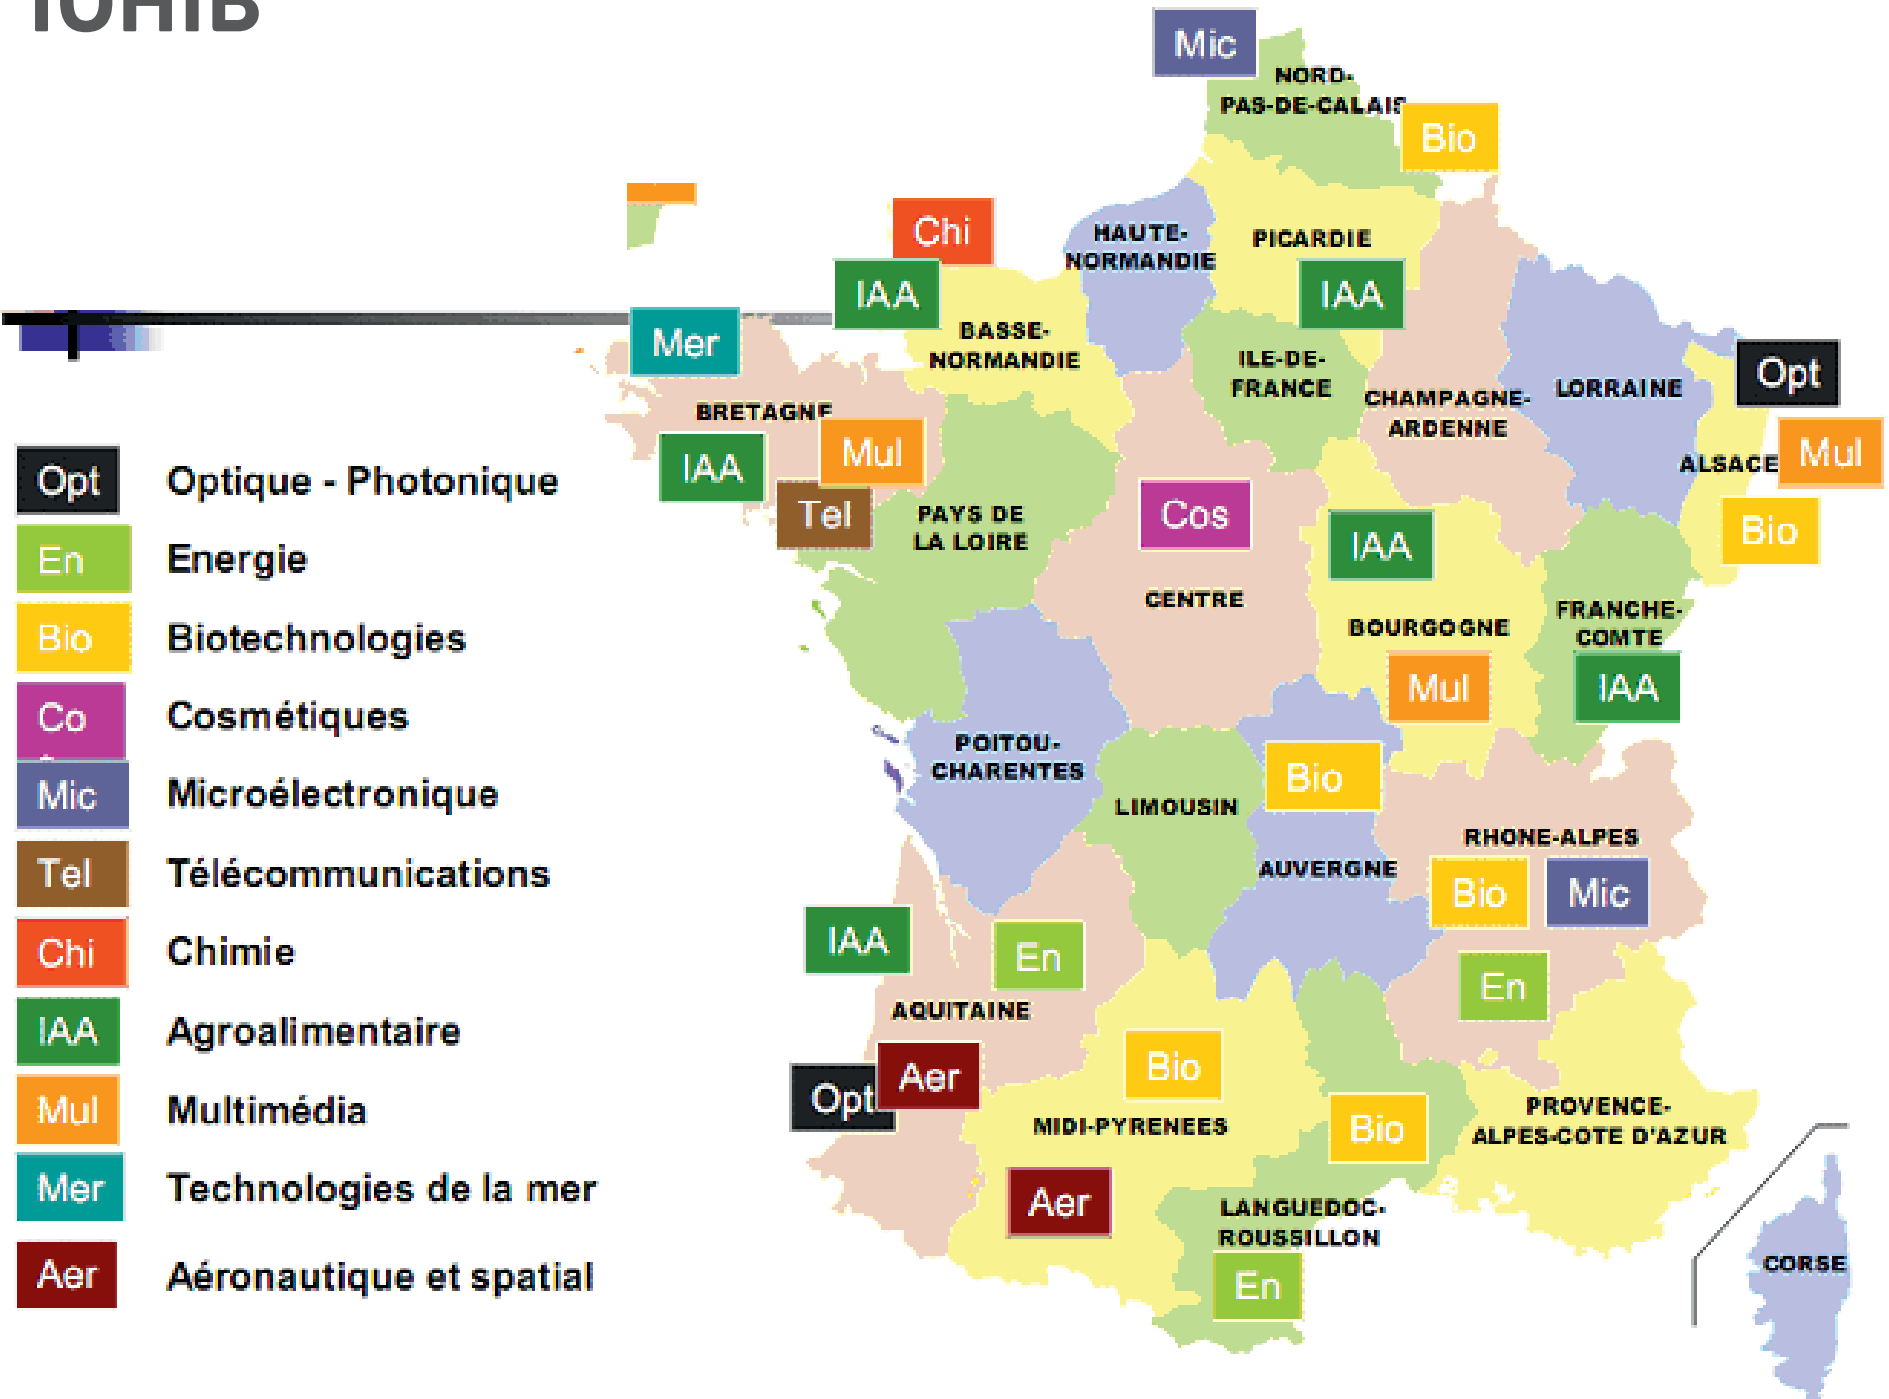 юнів
Opt Optique - Photonique
En Energie
Bio Biotechnologies
Co Cosmétiques
Mic Microélectronique
Tel Télécommunications
Chi Chimie
IAA Agroalimentaire
Mul Multimédia
Mer Technologies de la mer
Aer Aéronautique et spatial
Mic
NORD-
PAS-DE-CALAIS
Bio
Chi
HAUTE-
NORMANDIE
PICARDIE
IAA
IAA
Mer
BASSE-
NORMANDIE
ILE-DE-
FRANCE
CHAMPAGNE-
ARDENNE
LORRAINE
Opt
BRETAGNE
IAA
Mul
Tel
ALSACE
Mul
Bio
PAYS DE
LA LOIRE
Cos
CENTRE
IAA
BOURGOGNE
Mul
FRANCHE-
COMTE
IAA
POITOU-
CHARENTES
LIMOUSIN
Bio
AUVERGNE
RHONE-ALPES
Bio
Mic
En
IAA
En
AQUITAINE
Opt
Aer
Bio
MIDI-PYRENEES
Aer
Bio
LANGUEDOC-
ROUSSILLON
En
PROVENCE-
ALPES-COTE D'AZUR
CORSE